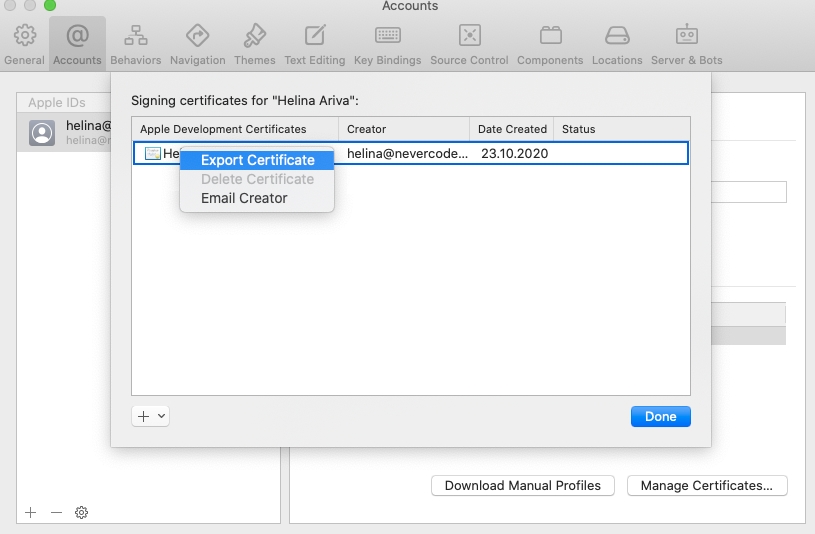 Accounts
General Accounts Behaviors Navigation Themes Text Editing Key Bindings Source Control Components Locations Server & Bots
Apple IDs
helina@
helina@
Signing certificates for "Helina Ariva":
Apple Development Certificates Creator Date Created Status
He helina@nevercode... 23.10.2020
Export Certificate
Delete Certificate
Email Creator
Done
Download Manual Profiles Manage Certificates...